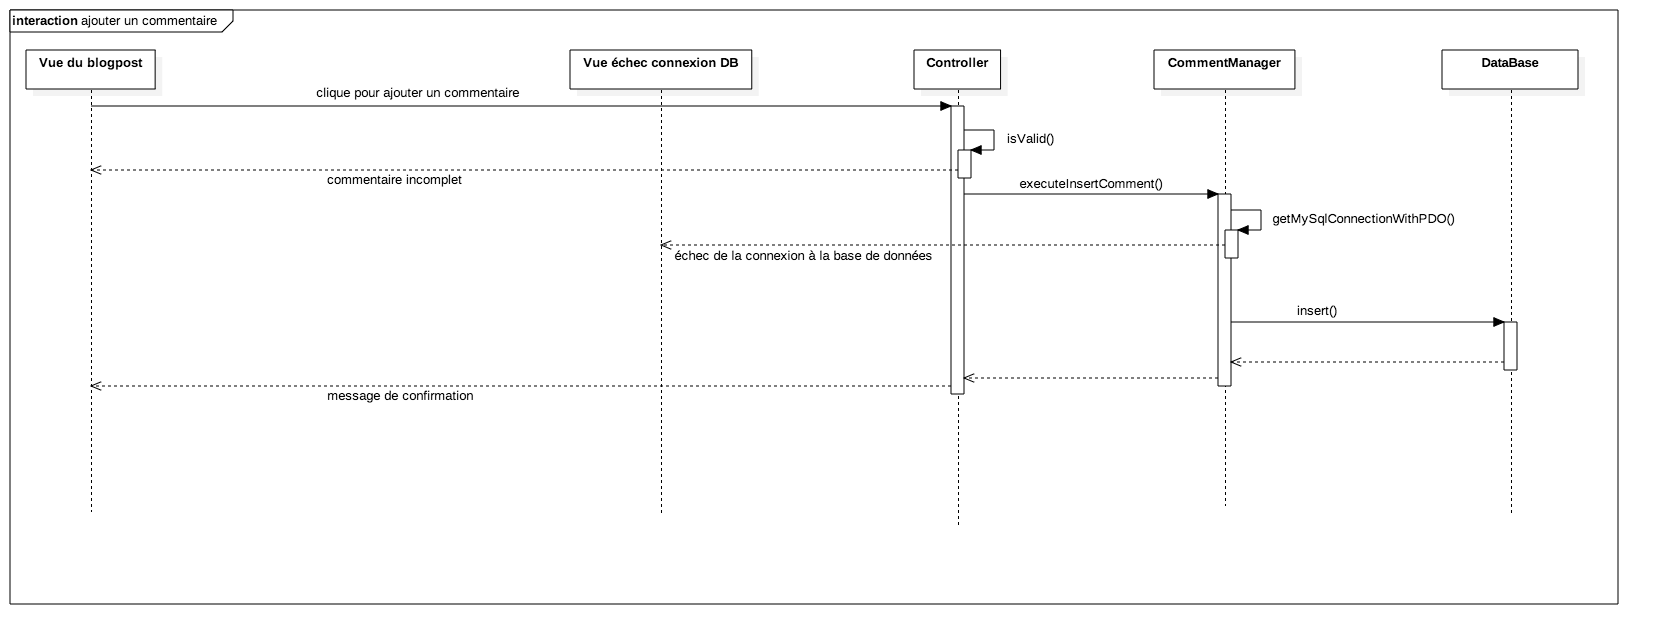 interaction ajouter un commentaire
Vue du blogpost
Vue échec connexion DB
Controller
CommentManager
DataBase
clique pour ajouter un commentaire
isValid()
commentaire incomplet
executeInsertComment()
getMySqlConnectionWithPDO()
échec de la connexion à la base de données
insert()
message de confirmation